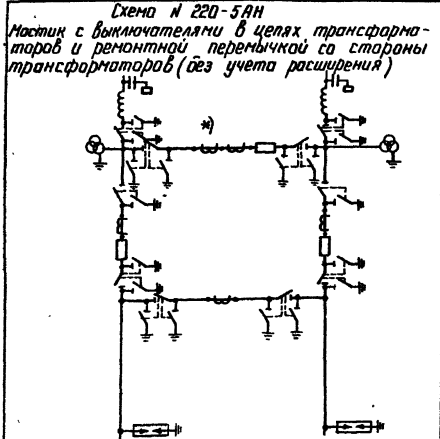 Схема N 220-5АН
Мостик с выключателями в цепях трансформа-
торов и ремонтной перемычкой со стороны
трансформаторов (без учета расширения)
*)